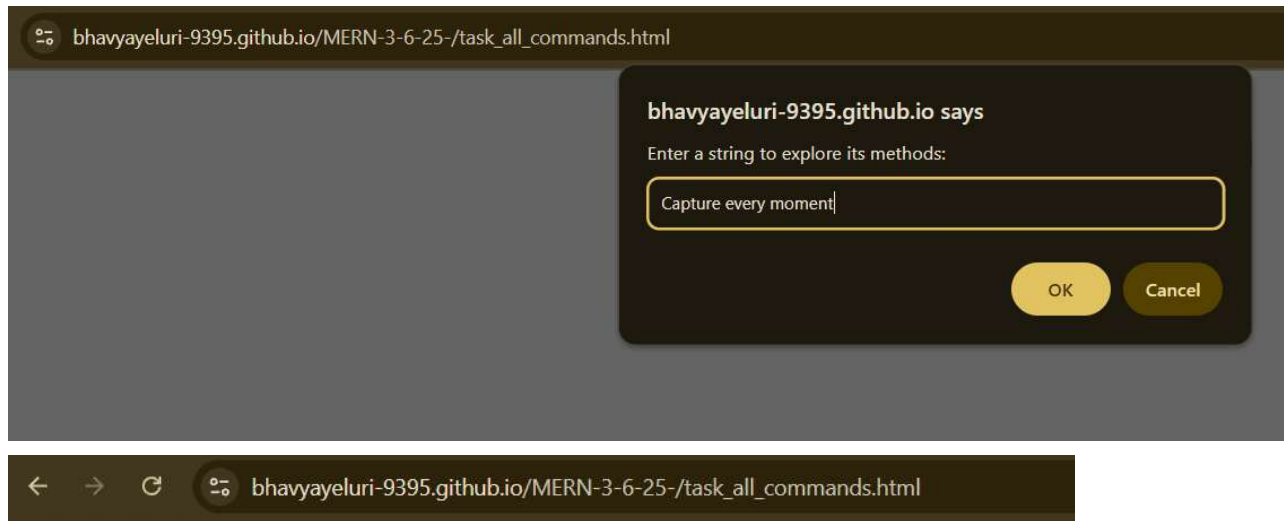 bhavyayeluri-9395.github.io/MERN-3-6-25-/task_all_commands.html
bhavyayeluri-9395.github.io says
Enter a string to explore its methods:
Capture every moment
OK Cancel
bhavyayeluri-9395.github.io/MERN-3-6-25-/task_all_commands.html